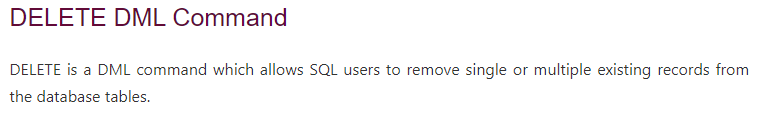 DELETE DML Command
DELETE is a DML command which allows SQL users to remove single or multiple existing records from
the database tables.